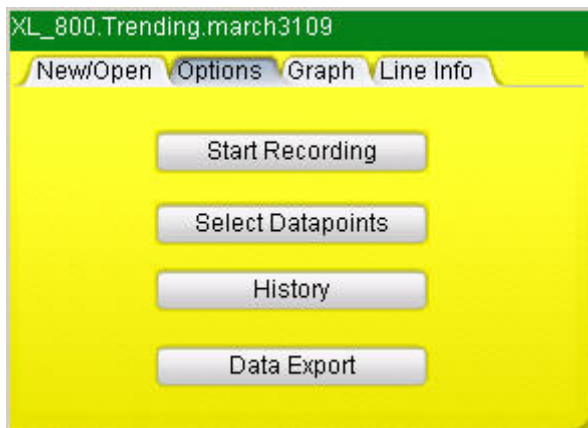 XL_800.Trending.march3109
New/Open Options Graph Line Info
Start Recording
Select Datapoints
History
Data Export